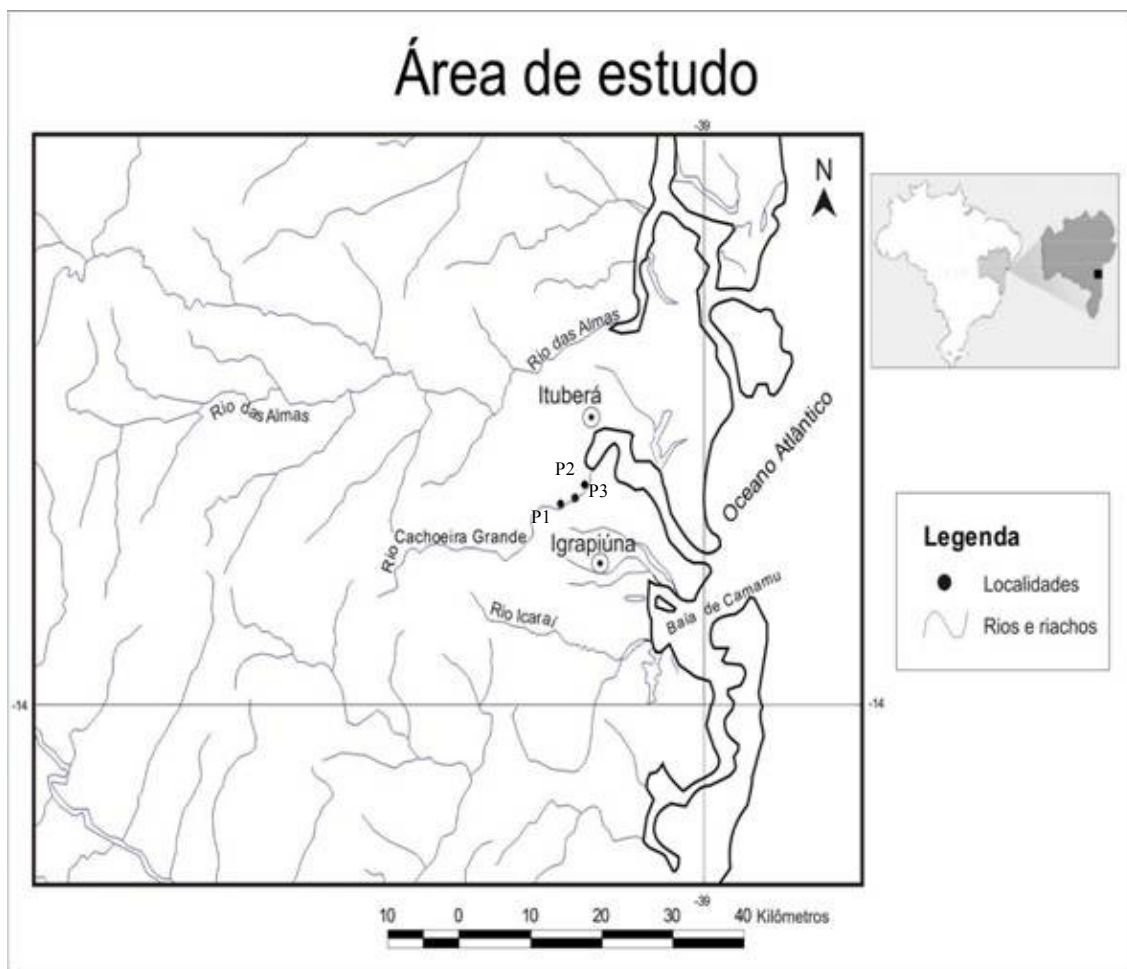 Área de estudo
-39
N
Rio das Almas
Rio das Almas
Ituberá
Oceano Atlântico
P2
P3
P1
Rio Cachoeira Grande
Igrapiúna
Baía de Camamu
Rio Icaraí
-14
-14
-39
Legenda
Localidades
Rios e riachos
10 0 10 20 30 40 Kilômetros